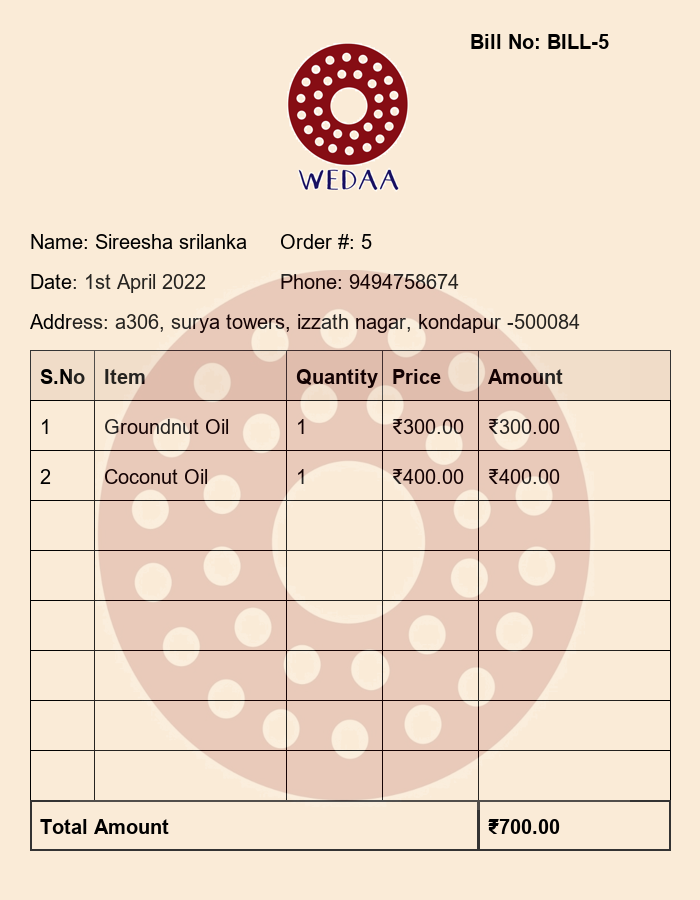 Bill No: BILL-5
WEDAA
Name: Sireesha srilanka Order #: 5
Date: 1st April 2022 Phone: 9494758674
Address: a306, surya towers, izzath nagar, kondapur -500084
S.No Item Quantity Price Amount
1 Groundnut Oil 1 ₹300.00 ₹300.00
2 Coconut Oil 1 ₹400.00 ₹400.00
Total Amount ₹700.00